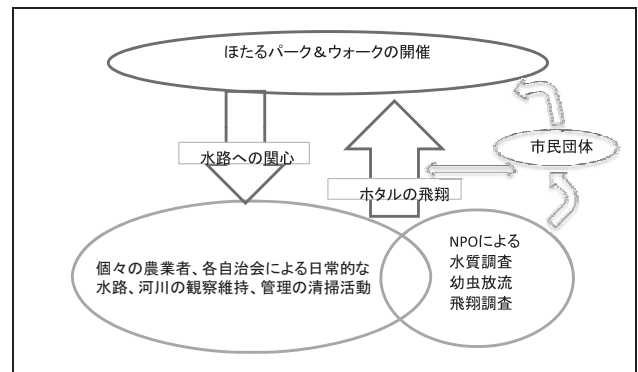 ほたるパーク＆ウォークの開催
市民団体
水路への関心
ホタルの飛翔
個々の農業者、各自治会による日常的な
水路、河川の観察維持、管理の清掃活動
NPOによる
水質調査
幼虫放流
飛翔調査